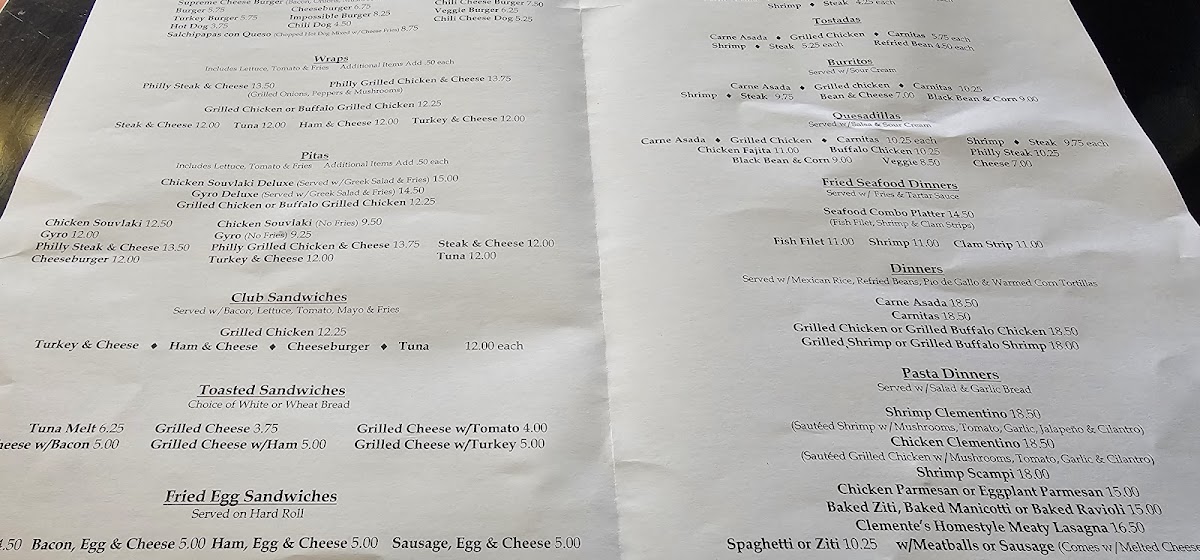 Supreme Cheese Burger (Bacon, Cheese,
Chili Cheese Burger 7.50
Burger 5.75 Cheeseburger 6.75 Veggie Burger 6.25
Turkey Burger 5.75 Impossible Burger 8.25 Chili Cheese Dog 5.25
Hot Dog 3.75 Chili Dog 4.50
Salchipapas con Queso (Chopped Hot Dog Mixed w/Cheese Fries) 8.75
Wraps
Includes Lettuce, Tomato & Fries Additional Items Add .50 each
Philly Steak & Cheese 13.50 Philly Grilled Chicken & Cheese 13.75
(Grilled Onions, Peppers & Mushrooms)
Grilled Chicken or Buffalo Grilled Chicken 12.25
Steak & Cheese 12.00 Tuna 12.00 Ham & Cheese 12.00 Turkey & Cheese 12.00
Pitas
Includes Lettuce, Tomato & Fries Additional Items Add .50 each
Chicken Souvlaki Deluxe (Served w/Greek Salad & Fries) 15.00
Gyro Deluxe (Served w/Greek Salad & Fries) 14.50
Grilled Chicken or Buffalo Grilled Chicken 12.25
Chicken Souvlaki 12.50 Chicken Souvlaki (No Fries) 9.50
Gyro 12.00 Gyro (No Fries) 9.25
Philly Steak & Cheese 13.50 Philly Grilled Chicken & Cheese 13.75 Steak & Cheese 12.00
Cheeseburger 12.00 Turkey & Cheese 12.00 Tuna 12.00
Club Sandwiches
Served w/Bacon, Lettuce, Tomato, Mayo & Fries
Grilled Chicken 12.25
Turkey & Cheese ♦ Ham & Cheese ♦ Cheeseburger ♦ Tuna 12.00 each
Toasted Sandwiches
Choice of White or Wheat Bread
Tuna Melt 6.25 Grilled Cheese 3.75 Grilled Cheese w/Tomato 4.00
heese w/Bacon 5.00 Grilled Cheese w/Ham 5.00 Grilled Cheese w/Turkey 5.00
Fried Egg Sandwiches
Served on Hard Roll
4.50 Bacon, Egg & Cheese 5.00 Ham, Egg & Cheese 5.00 Sausage, Egg & Cheese 5.00
Shrimp ♦ Steak 4.25 each
Tostadas
Carne Asada ♦ Grilled Chicken ♦ Carnitas 5.75 each
Shrimp ♦ Steak 5.25 each Refried Bean 4.50 each
Burritos
Served w/Sour Cream
Carne Asada ♦ Grilled chicken ♦ Carnitas 10.25
Shrimp ♦ Steak 9.75 Bean & Cheese 7.00 Black Bean & Corn 9.00
Quesadillas
Served w/Salsa & Sour Cream
Carne Asada ♦ Grilled Chicken ♦ Carnitas 10.25 each Shrimp ♦ Steak 9.75 each
Chicken Fajita 11.00 Buffalo Chicken 10.25 Philly Steak 10.25
Black Bean & Corn 9.00 Veggie 8.50 Cheese 7.00
Fried Seafood Dinners
Served w/ Fries & Tartar Sauce
Seafood Combo Platter 14.50
(Fish Filet, Shrimp & Clam Strips)
Fish Filet 11.00 Shrimp 11.00 Clam Strip 11.00
Dinners
Served w/Mexican Rice, Refried Beans, Pio de Gallo & Warmed Corn Tortillas
Carne Asada 18.50
Carnitas 18.50
Grilled Chicken or Grilled Buffalo Chicken 18.50
Grilled Shrimp or Grilled Buffalo Shrimp 18.00
Pasta Dinners
Served w/Salad & Garlic Bread
Shrimp Clementino 18.50
(Sautéed Shrimp w/Mushrooms, Tomato, Garlic, Jalapeño & Cilantro)
Chicken Clementino 18.50
(Sautéed Grilled Chicken w/Mushrooms, Tomato, Garlic & Cilantro)
Shrimp Scampi 18.00
Chicken Parmesan or Eggplant Parmesan 15.00
Baked Ziti, Baked Manicotti or Baked Ravioli 15.00
Clemente's Homestyle Meaty Lasagna 16.50
Spaghetti or Ziti 10.25 w/Meatballs or Sausage (Comes w/Melted Cheese